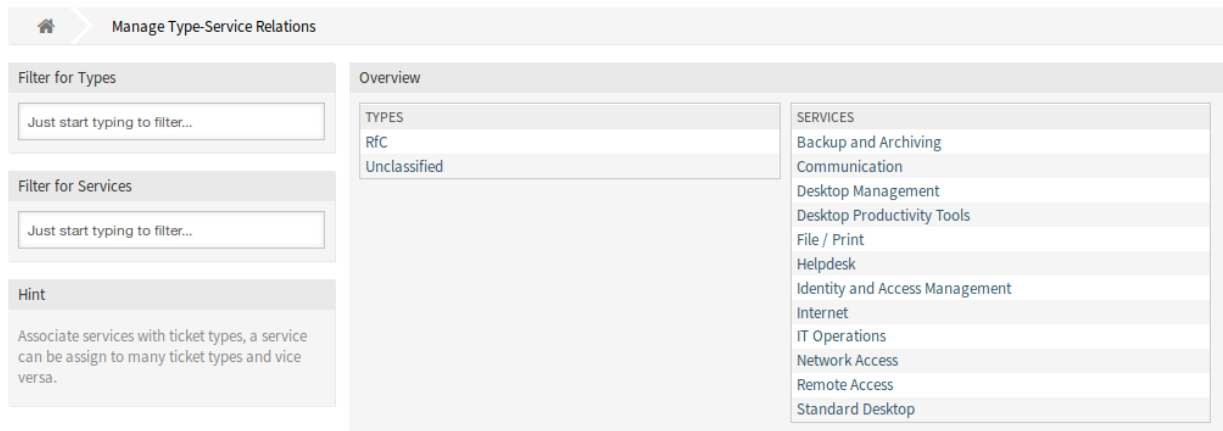 Manage Type-Service Relations
Filter for Types
Just start typing to filter...
Filter for Services
Just start typing to filter...
Hint
Associate services with ticket types, a service
can be assign to many ticket types and vice
versa.
Overview
TYPES
RfC
Unclassified
SERVICES
Backup and Archiving
Communication
Desktop Management
Desktop Productivity Tools
File / Print
Helpdesk
Identity and Access Management
Internet
IT Operations
Network Access
Remote Access
Standard Desktop